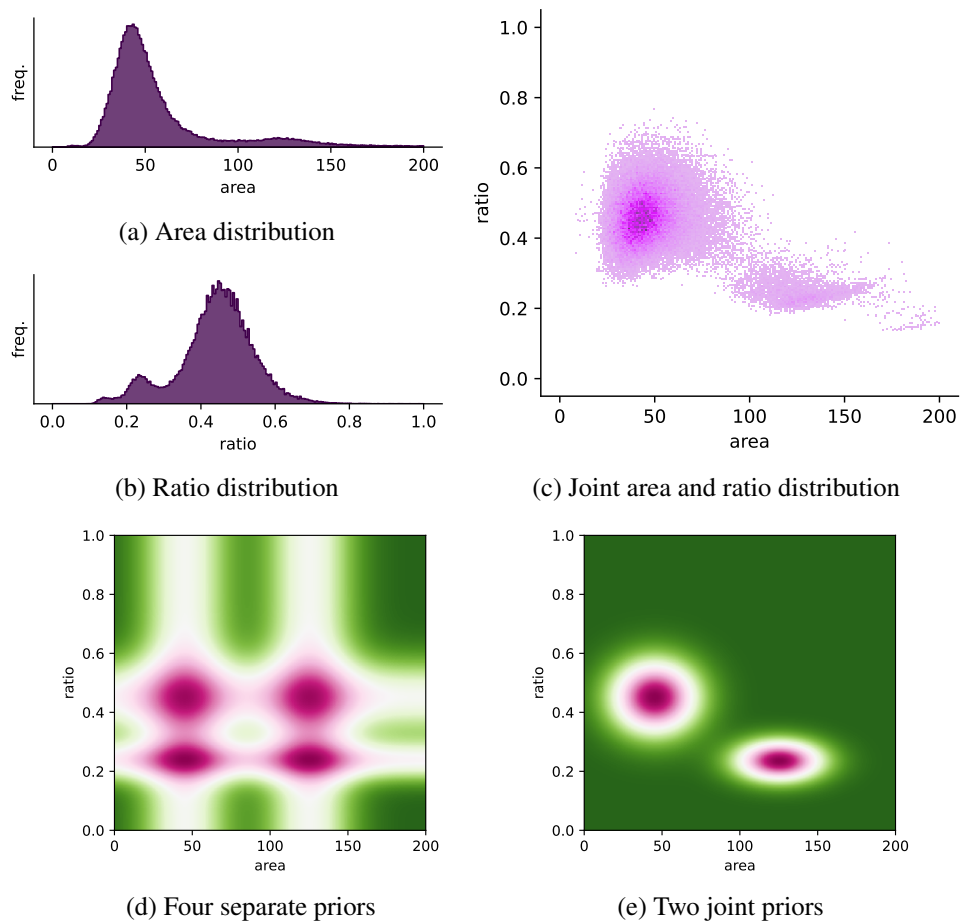 freq.
0 50 100 150 200
area
(a) Area distribution
freq.
0.0 0.2 0.4 0.6 0.8 1.0
ratio
(b) Ratio distribution
1.0
0.8
0.6
ratio
0.4
0.2
0.0
0 50 100 150 200
area
(c) Joint area and ratio distribution
1.0
0.8
0.6
ratio
0.4
0.2
0.0
0 50 100 150 200
area
(d) Four separate priors
1.0
0.8
0.6
ratio
0.4
0.2
0.0
0 50 100 150 200
area
(e) Two joint priors